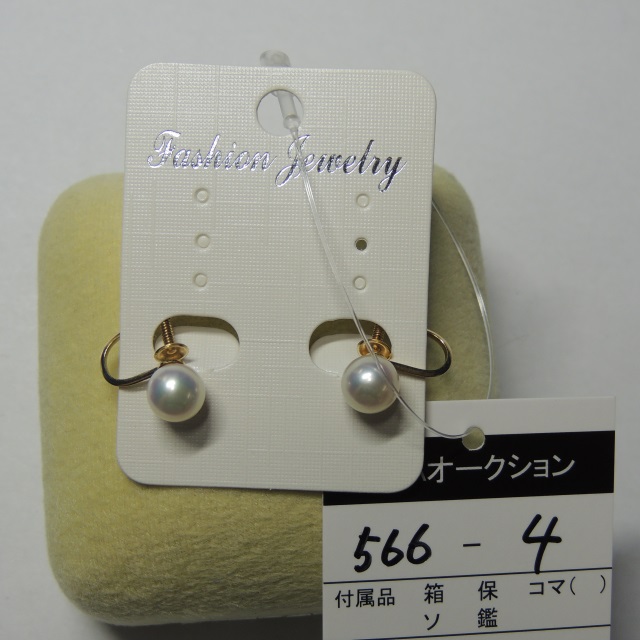 Fashion Jewelry
オークション
566 - 4
付属品 箱 保 コマ( )
ソ 鑑